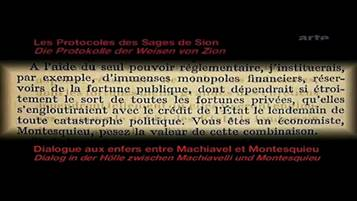 Les Protocoles des Sages de Sion
arte
Die Protokolle der Weisen von Zion
A l'aide du seul pouvoir réglementaire, j'instituerais,
par exemple, d'immenses monopoles financiers, réser-
voirs de la fortune publique, dont dépendrait si étroi-
tement le sort de toutes les fortunes privées, qu'elles
s'engloutiraient avec le crédit de l'État le lendemain de
toute catastrophe politique. Vous êtes un économiste,
Montesquieu, pesez la valeur de cette combinaison.
Dialogue aux enfers entre Machiavel et Montesquieu
Dialog in der Hölle zwischen Machiavelli und Montesquieu